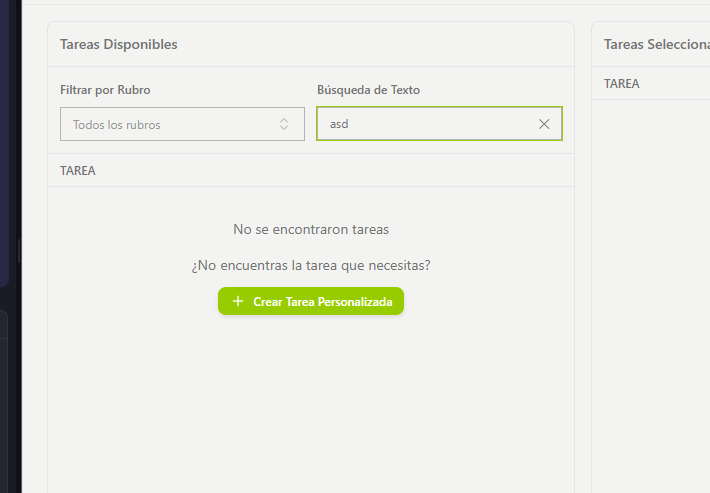 Tareas Disponibles
Filtrar por Rubro
Búsqueda de Texto
Todos los rubros
asd
TAREA
No se encontraron tareas
¿No encuentras la tarea que necesitas?
Crear Tarea Personalizada
Tareas Selecciona
TAREA